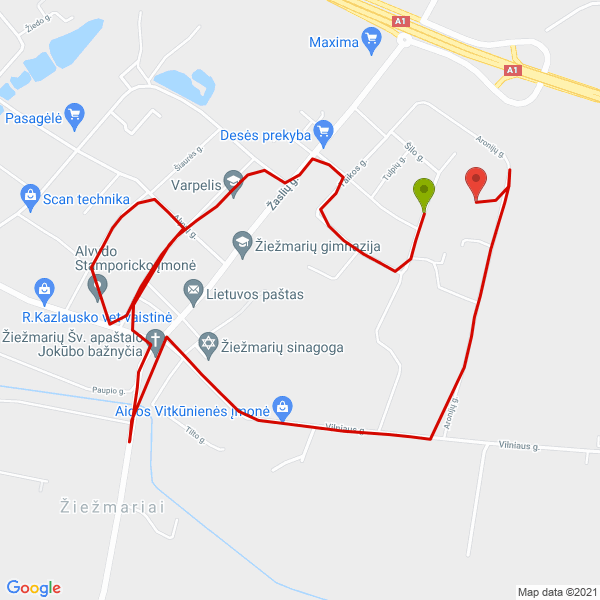 Žiedo g.
Maxima
A1
A1
Pasagėlė
Desės prekyba
Aronijų g.
Šiaurės g.
Šilo g.
Tulpių g.
Taikos g.
Varpelis
Žaslių g.
Scan technika
Žiežmarių gimnazija
Alvydo
Stamporicko įmonė
Lietuvos paštas
R.Kazlausko vet vaistinė
Žiežmarių Šv. apaštalo
Jokūbo bažnyčia
Žiežmarių sinagoga
Paupio g.
Aidos Vitkūnienės įmonė
Aronijų g.
Vilniaus g.
Tilto g.
Vilniaus g.
Žiežmariai
Google
Map data ©2021